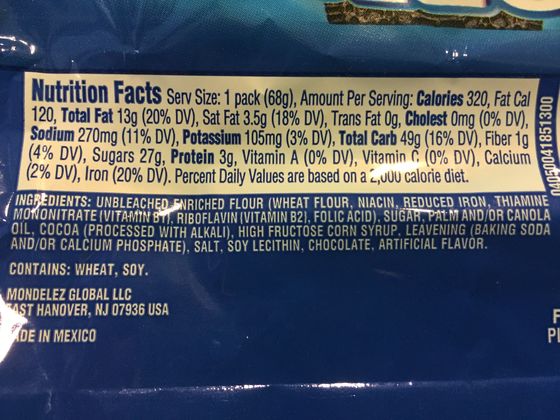 Nutrition Facts Serv Size: 1 pack (68g), Amount Per Serving: Calories 320, Fat Cal
120, Total Fat 13g (20% DV), Sat Fat 3.5g (18% DV), Trans Fat 0g, Cholest 0mg (0% DV),
Sodium 270mg (11% DV), Potassium 105mg (3% DV), Total Carb 49g (16% DV), Fiber 1g
(4% DV), Sugars 27g, Protein 3g, Vitamin A (0% DV), Vitamin C (0% DV), Calcium
(2% DV), Iron (20% DV). Percent Daily Values are based on a 2,000 calorie diet.
INGREDIENTS: UNBLEACHED ENRICHED FLOUR (WHEAT FLOUR, NIACIN, REDUCED IRON, THIAMINE
MONONITRATE (VITAMIN B1), RIBOFLAVIN (VITAMIN B2), FOLIC ACID), SUGAR, PALM AND/OR CANOLA
OIL, COCOA (PROCESSED WITH ALKALI), HIGH FRUCTOSE CORN SYRUP, LEAVENING (BAKING SODA
AND/OR CALCIUM PHOSPHATE), SALT, SOY LECITHIN, CHOCOLATE, ARTIFICIAL FLAVOR.
CONTAINS: WHEAT, SOY.
MONDELEZ GLOBAL LLC
EAST HANOVER, NJ 07936 USA
MADE IN MEXICO